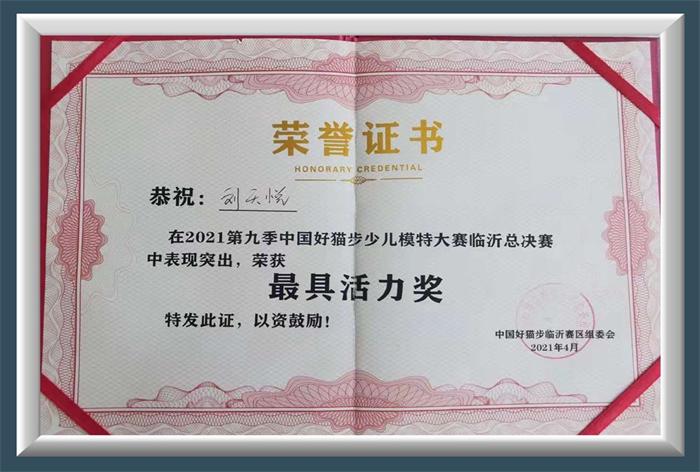 荣誉证书
HONORARY CREDENTIAL
恭祝：刘天悦
在2021第九季中国好猫步少儿模特大赛临沂总决赛
中表现突出，荣获
最具活力奖
特发此证，以资鼓励！
中国好猫步临沂赛区组委会
2021年4月